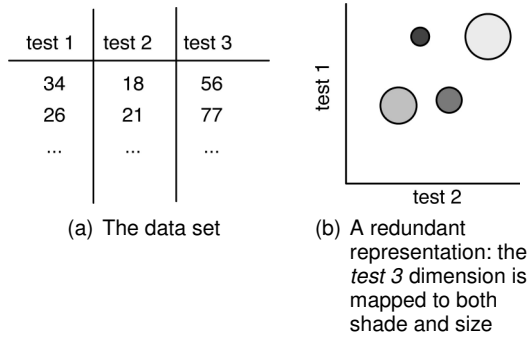 test 1 test 2 test 3
34 18 56
26 21 77
... ... ...
(a) The data set
test 1
test 2
(b) A redundant
representation: the
test 3 dimension is
mapped to both
shade and size